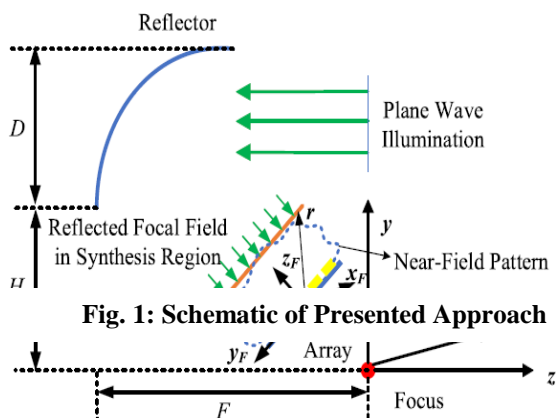 Reflector
D
Plane Wave
Illumination
Reflected Focal Field
in Synthesis Region
r
y
z_F
Near-Field Pattern
x_F
H
Fig. 1: Schematic of Presented Approach
y_F
Array
z
F
Focus